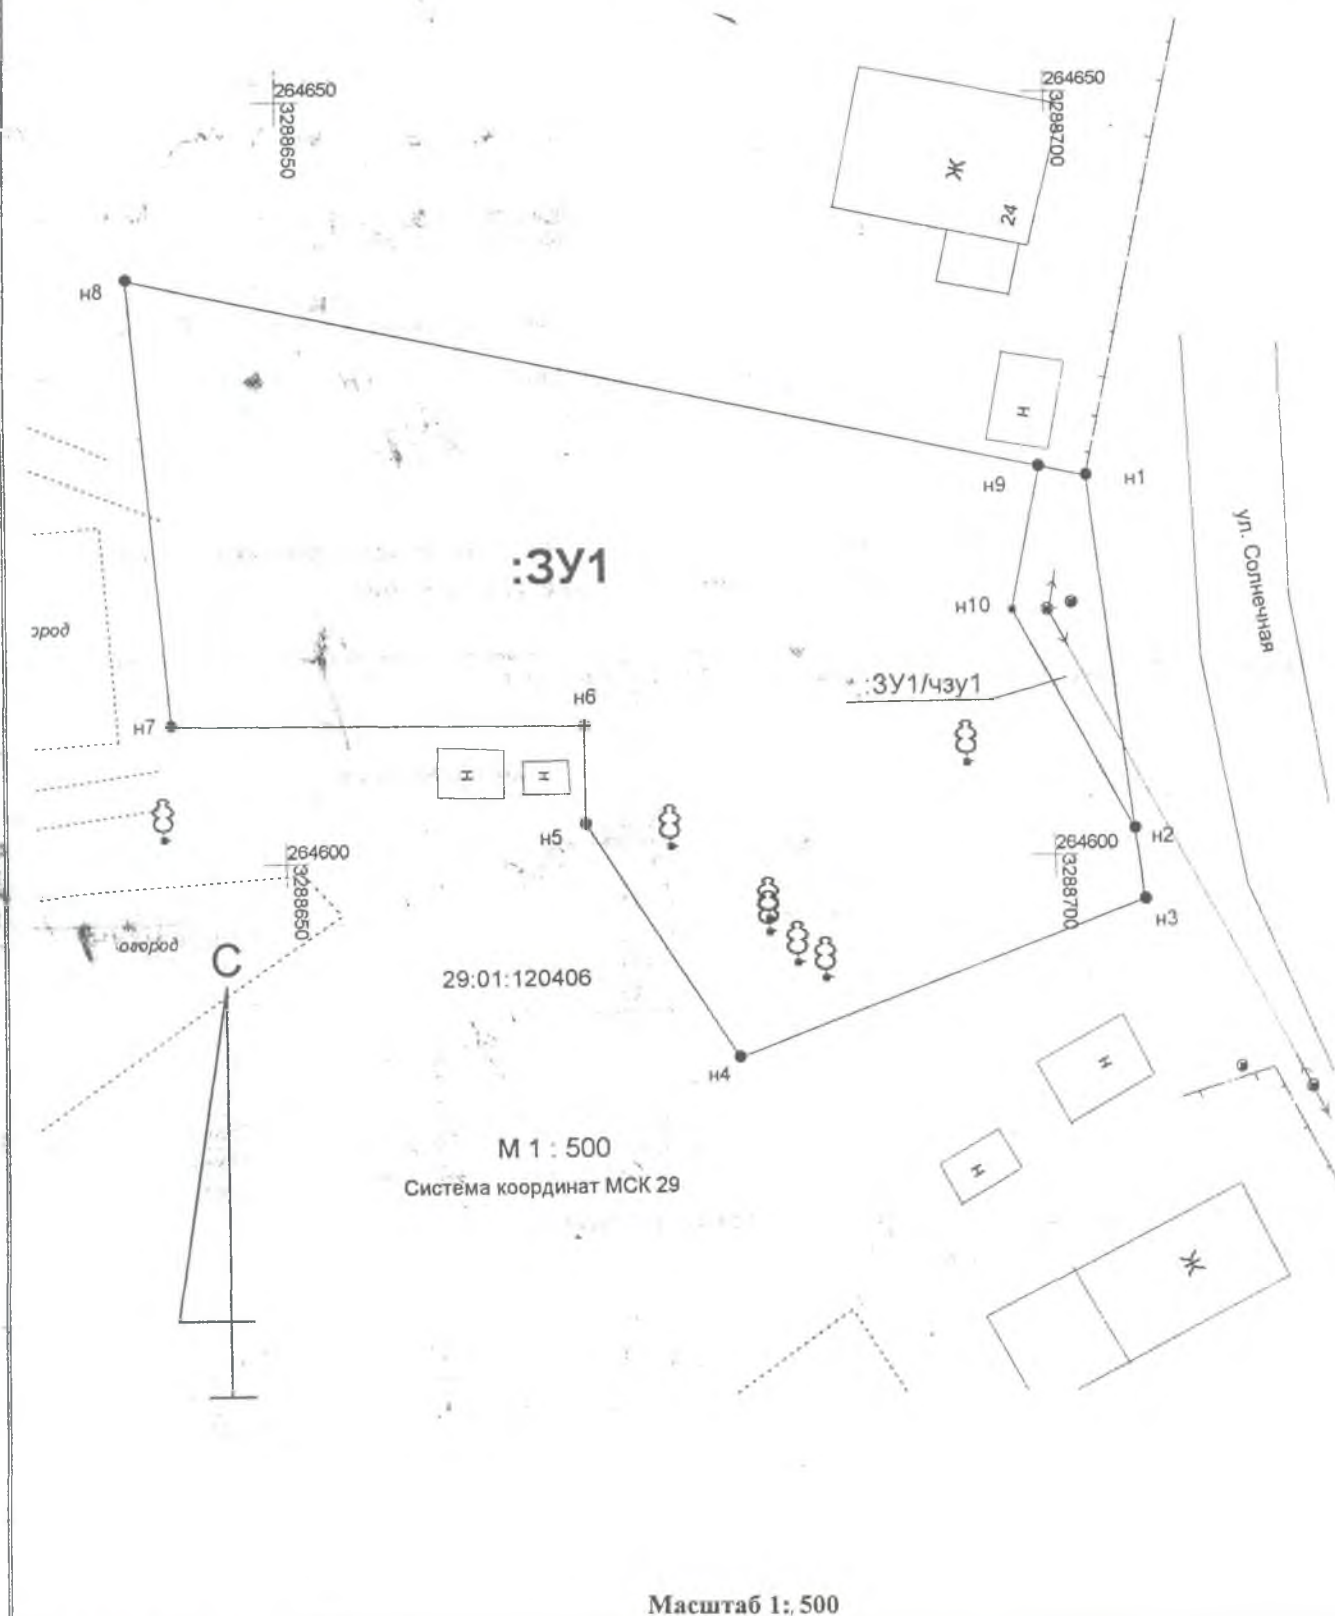 264650
3288650
264650
3288700
Ж
24
н8
н
н9
н1
:ЗУ1
ул. Солнечная
н10
ород
:ЗУ1/чзу1
н6
н7
н
н
н5
н2
264600
3288650
264600
3288700
н3
огород
С
29:01:120406
н4
н
М 1 : 500
н
Система координат МСК 29
Ж
Масштаб 1: 500